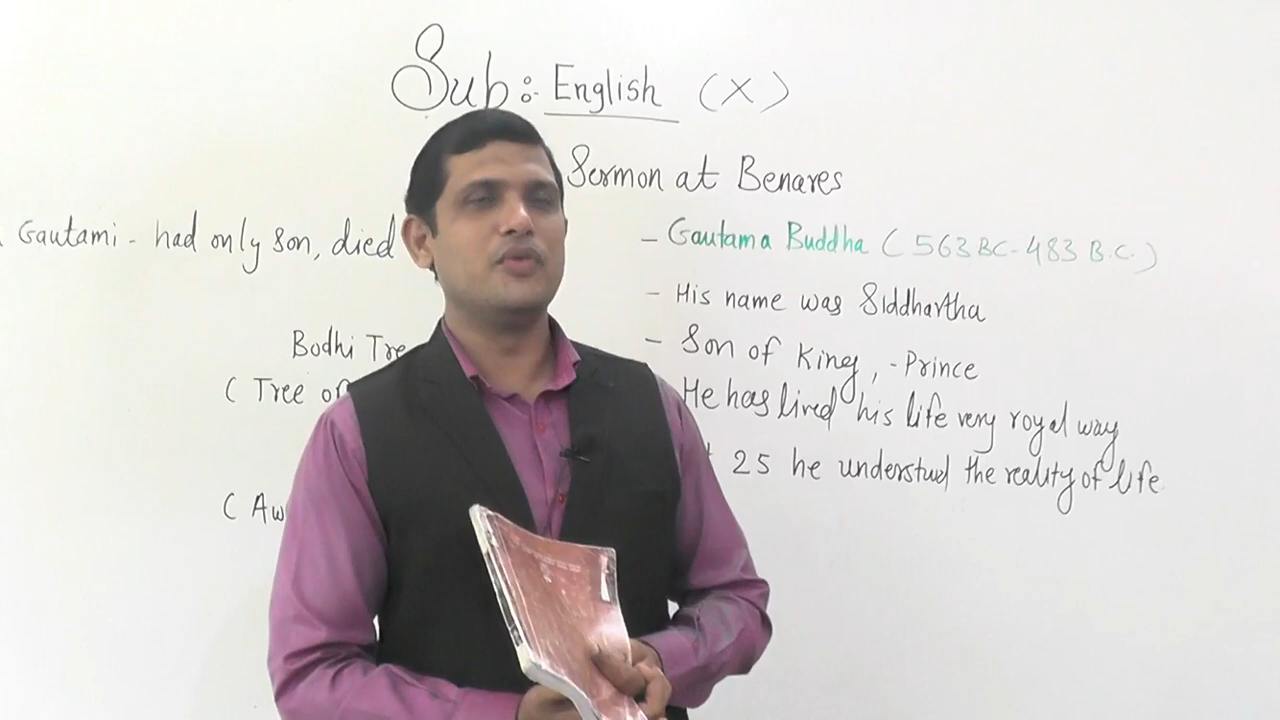 Sub:- English (X)
Sermon at Benares
Gautami - had only son, died
- Gautama Buddha (563 BC - 483 B.C.)
- His name was Siddhartha
Bodhi Tre
- Son of King, - Prince
( Tree of
He has lived his life very royal way
25 he understud the reality of life
( Aw